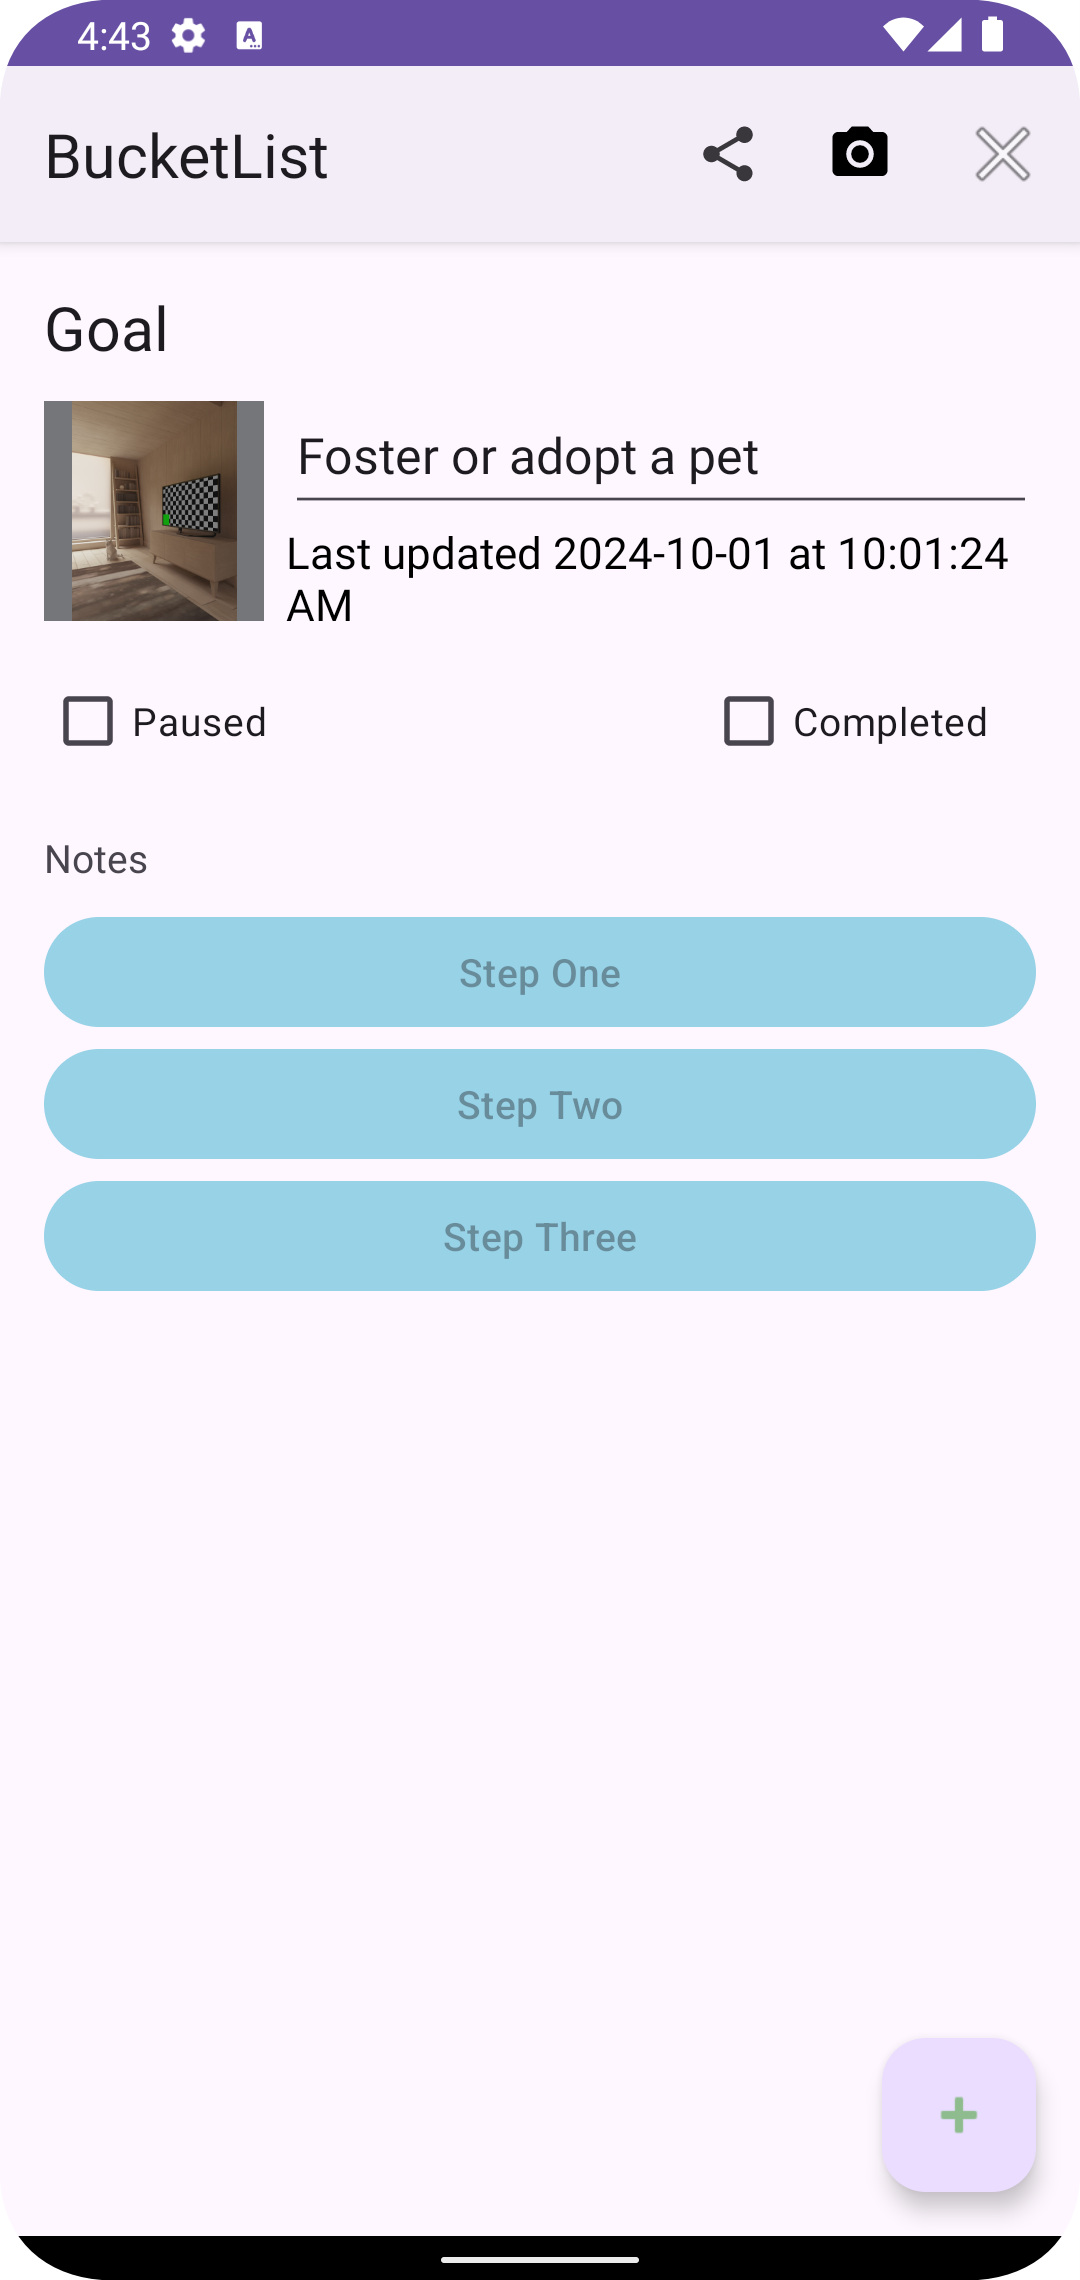 4:43
BucketList
Goal
Foster or adopt a pet
Last updated 2024-10-01 at 10:01:24
AM
Paused
Completed
Notes
Step One
Step Two
Step Three